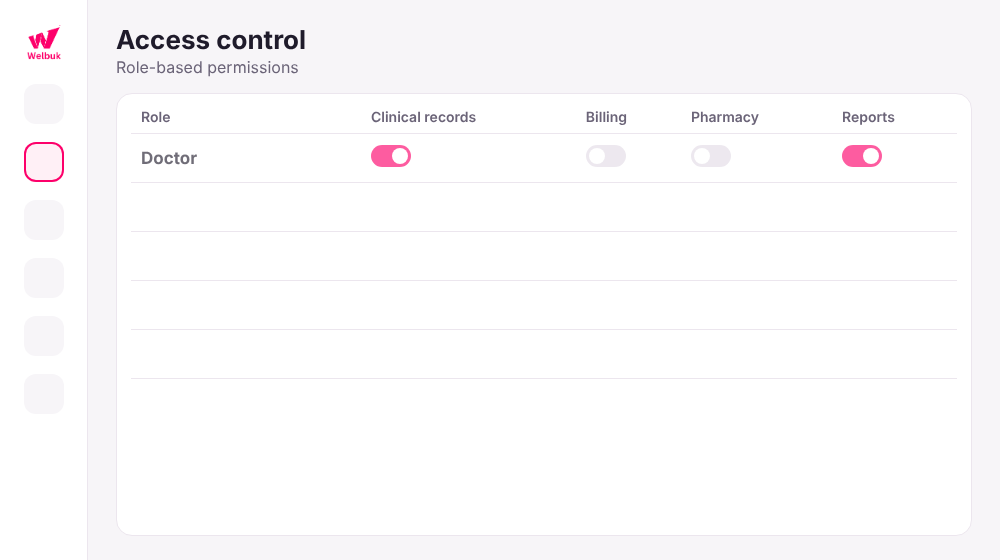 Welbuk
Access control
Role-based permissions
Role Clinical records Billing Pharmacy Reports
Doctor